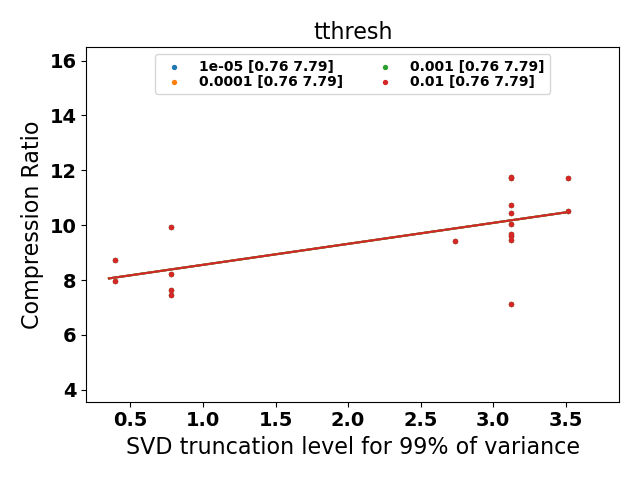 tthresh
1e-05 [0.76 7.79]
0.0001 [0.76 7.79]
0.001 [0.76 7.79]
0.01 [0.76 7.79]
Compression Ratio
16
14
12
10
8
6
4
0.5 1.0 1.5 2.0 2.5 3.0 3.5
SVD truncation level for 99% of variance